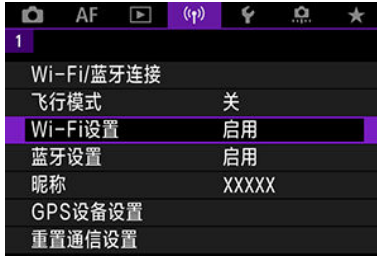 AF
1
Wi-Fi/蓝牙连接
飞行模式 关
Wi-Fi设置 启用
蓝牙设置 启用
昵称 XXXXX
GPS设备设置
重置通信设置